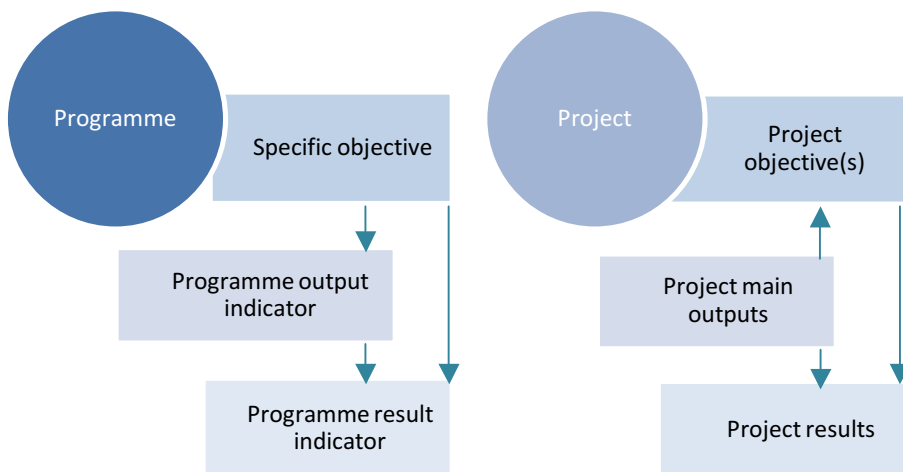 Programme
Specific objective
Programme output
indicator
Programme result
indicator
Project
Project
objective(s)
Project main
outputs
Project results